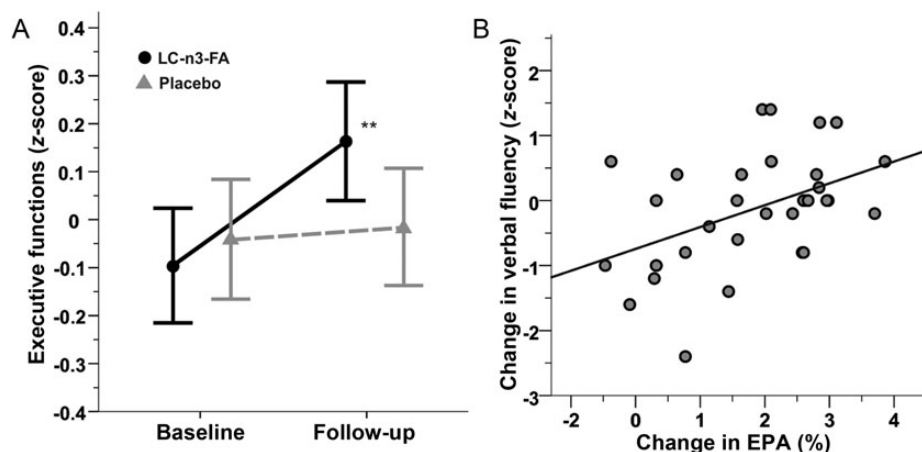 A
Executive functions (z-score)
0.4
0.3
0.2
0.1
0
-0.1
-0.2
-0.3
-0.4
LC-n3-FA
Placebo
**
Baseline
Follow-up
B
Change in verbal fluency (z-score)
2
1
0
-1
-2
-3
-2
0
1
2
3
4
Change in EPA (%)